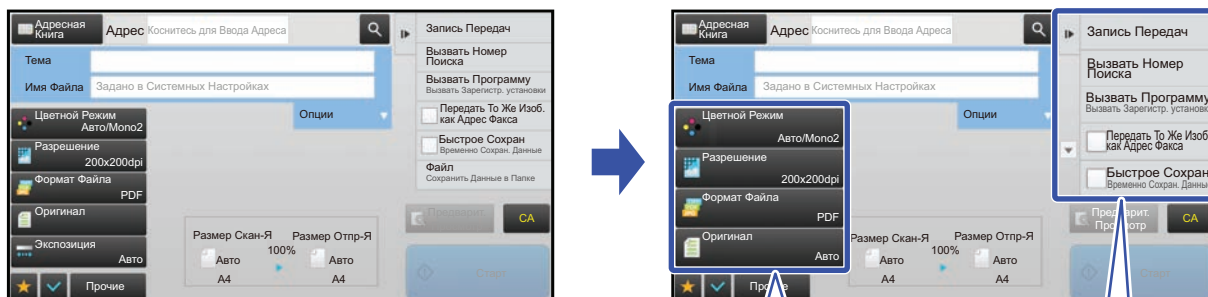 Адресная
Книга
Адрес
Коснитесь для Ввода Адреса
Запись Передач
Тема
Вызвать Номер
Поиска
Имя Файла
Задано в Системных Настройках
Вызвать Программу
Вызвать Зарегистр. установки
Цветной Режим
Авто/Mono2
Опции
Передать То Же Изоб.
как Адрес Факса
Разрешение
200x200dpi
Быстрое Сохран
Временно Сохран. Данные
Формат Файла
PDF
Файл
Сохранить Данные в Папке
Оригинал
Предварит.
CA
Экспозиция
Авто
Размер Скан-Я
Размер Отпр-Я
100%
Авто
Авто
A4
A4
Старт
Прочие
Адресная
Книга
Адрес
Коснитесь для Ввода Адреса
Запись Передач
Тема
Вызвать Номер
Поиска
Имя Файла
Задано в Системных Настройках
Вызвать Программу
Вызвать Зарегистр. установк
Цветной Режим
Авто/Mono2
Опции
Передать То Же Изоб
как Адрес Факса
Разрешение
200x200dpi
Быстрое Сохран
Временно Сохран. Данны
Формат Файла
PDF
Предварит.
Просмотр
CA
Оригинал
Авто
Размер Скан-Я
Размер Отпр-Я
100%
Авто
Авто
A4
A4
Старт